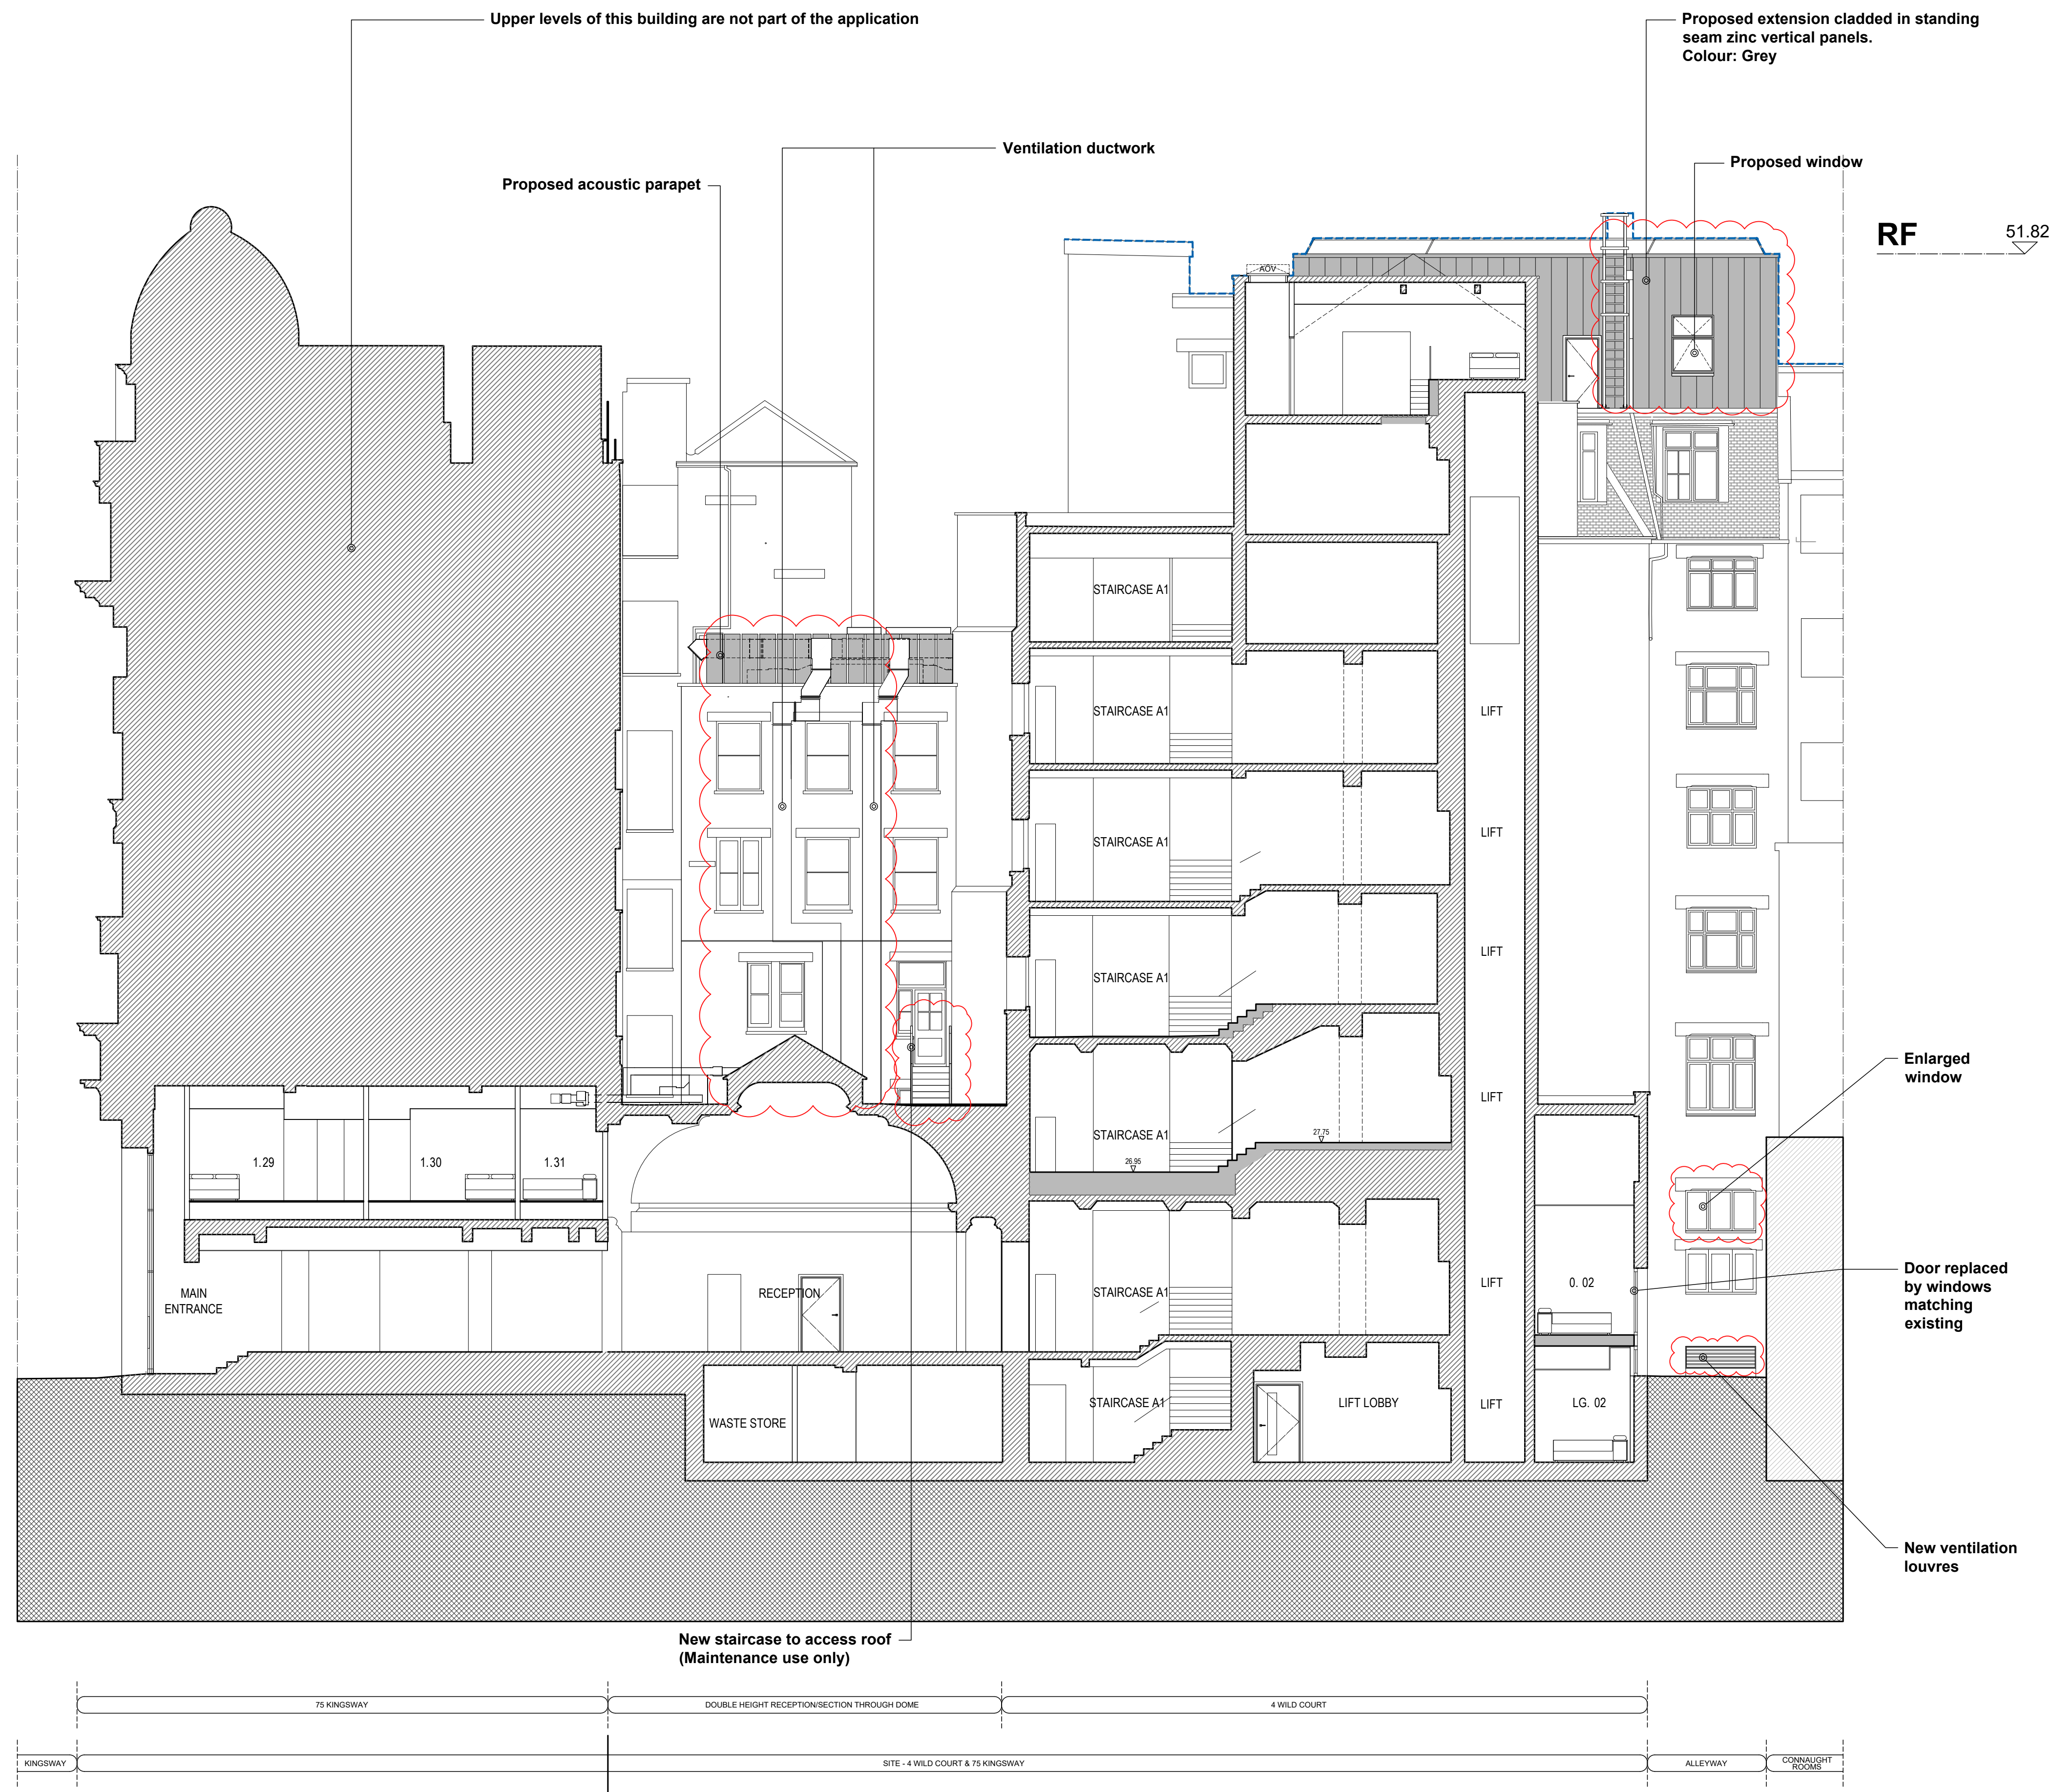 Upper levels of this building are not part of the application
Proposed extension cladded in standing
seam zinc vertical panels.
Colour: Grey
Ventilation ductwork
Proposed window
Proposed acoustic parapet
RF
51.82
AOV
STAIRCASE A1
STAIRCASE A1
LIFT
STAIRCASE A1
LIFT
STAIRCASE A1
LIFT
Enlarged
window
LIFT
STAIRCASE A1
27.75
26.95
1.29
1.30
1.31
Door replaced
by windows
matching
existing
MAIN
ENTRANCE
RECEPTION
STAIRCASE A1
LIFT
0. 02
WASTE STORE
STAIRCASE A1
LIFT LOBBY
LIFT
LG. 02
New ventilation
louvres
New staircase to access roof
(Maintenance use only)
75 KINGSWAY
DOUBLE HEIGHT RECEPTION/SECTION THROUGH DOME
4 WILD COURT
KINGSWAY
SITE - 4 WILD COURT & 75 KINGSWAY
ALLEYWAY
CONNAUGHT
ROOMS